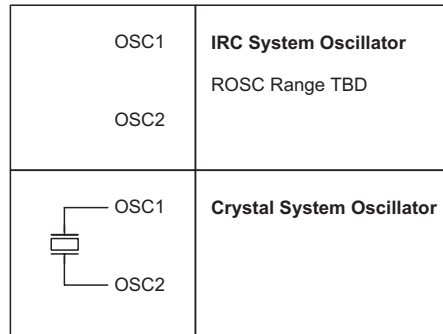 OSC1 IRC System Oscillator
ROSC Range TBD
OSC2
OSC1 Crystal System Oscillator
OSC2